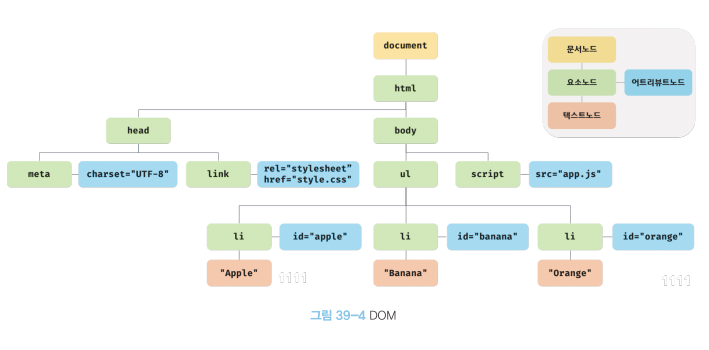 document
문서노드
html
요소노드
어트리뷰트노드
텍스트노드
head
body
meta
charset="UTF-8"
link
rel="stylesheet"
href="style.css"
ul
script
src="app.js"
li
id="apple"
li
id="banana"
li
id="orange"
"Apple"
"Banana"
"Orange"
그림 39-4 DOM